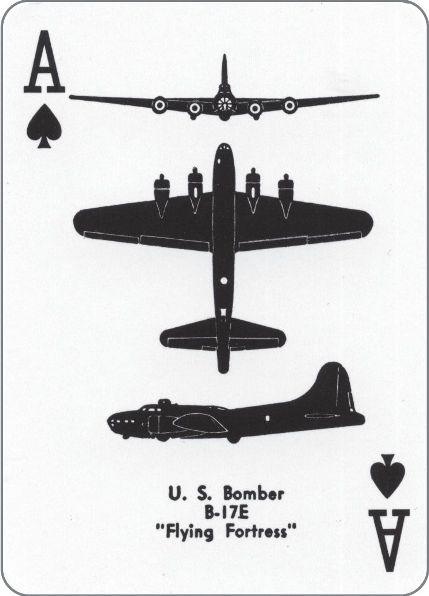 A
U. S. Bomber
B-17E
"Flying Fortress"
A